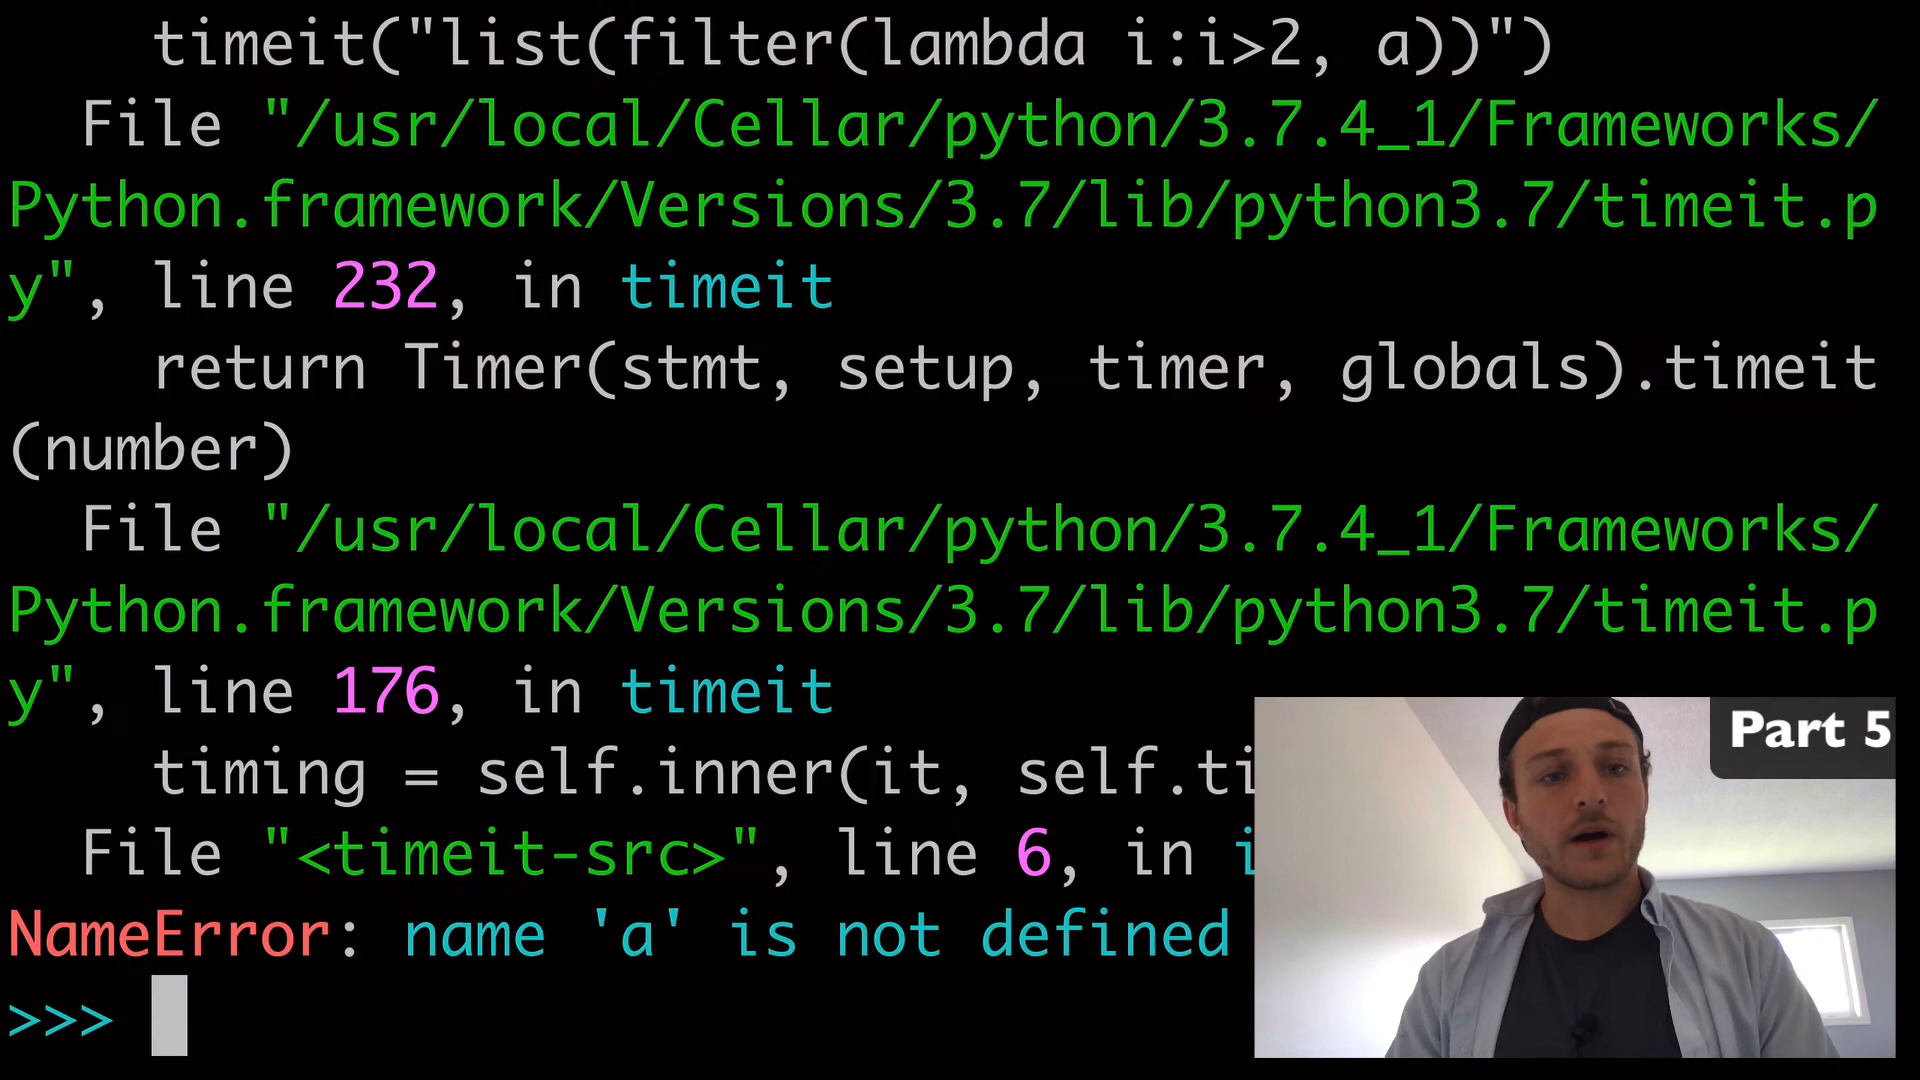 timeit("list(filter(lambda i:i>2, a))")
File "/usr/local/Cellar/python/3.7.4_1/Frameworks/
Python.framework/Versions/3.7/lib/python3.7/timeit.p
y", line 232, in timeit
return Timer(stmt, setup, timer, globals).timeit
(number)
File "/usr/local/Cellar/python/3.7.4_1/Frameworks/
Python.framework/Versions/3.7/lib/python3.7/timeit.p
y", line 176, in timeit
timing = self.inner(it, self.ti
File "<timeit-src>", line 6, in i
NameError: name 'a' is not defined
>>>
Part 5